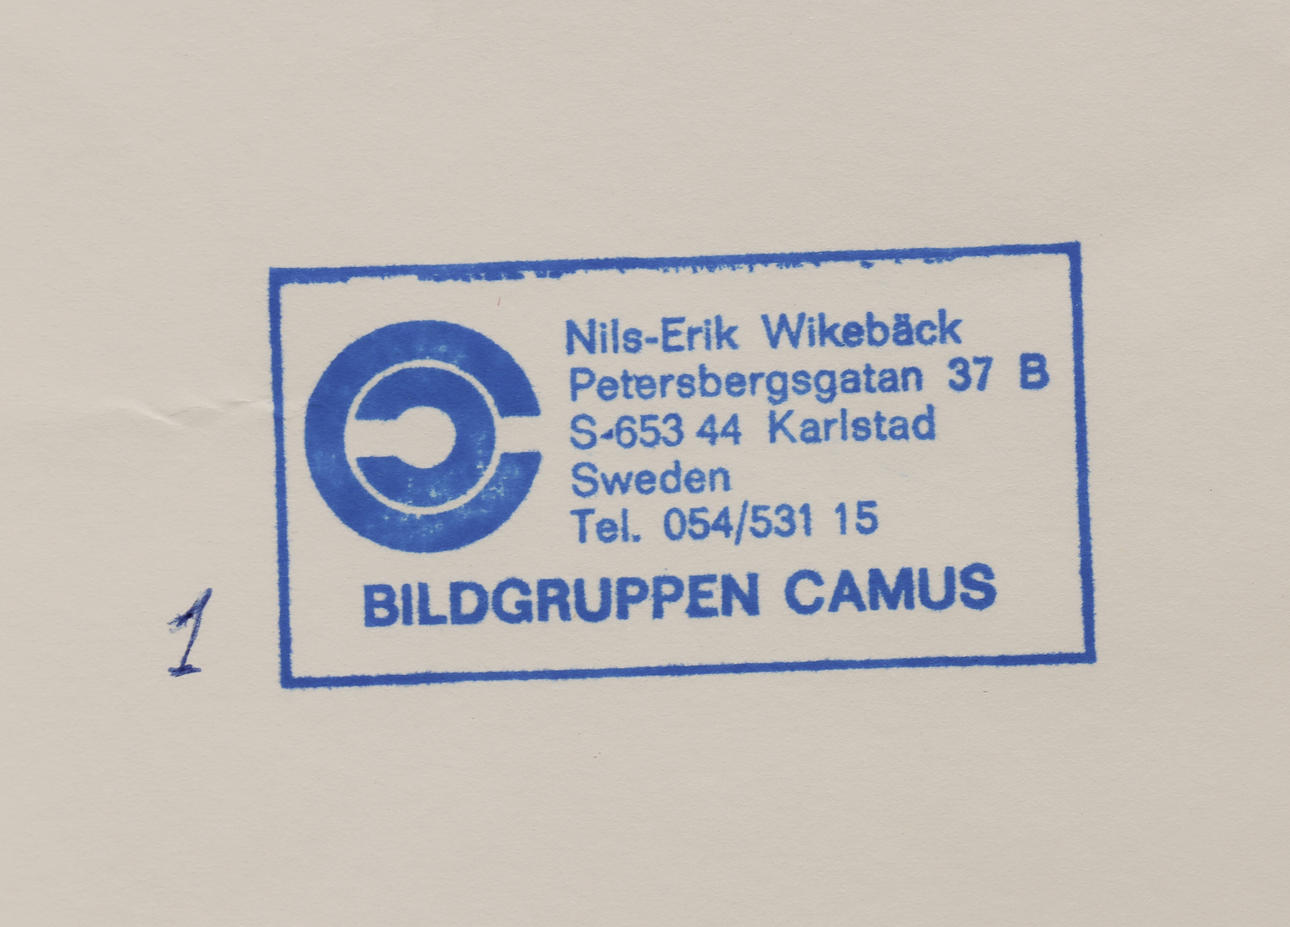 Nils-Erik Wikebäck
Petersbergsgatan 37 B
S-653 44 Karlstad
Sweden
Tel. 054/531 15
BILDGRUPPEN CAMUS
1